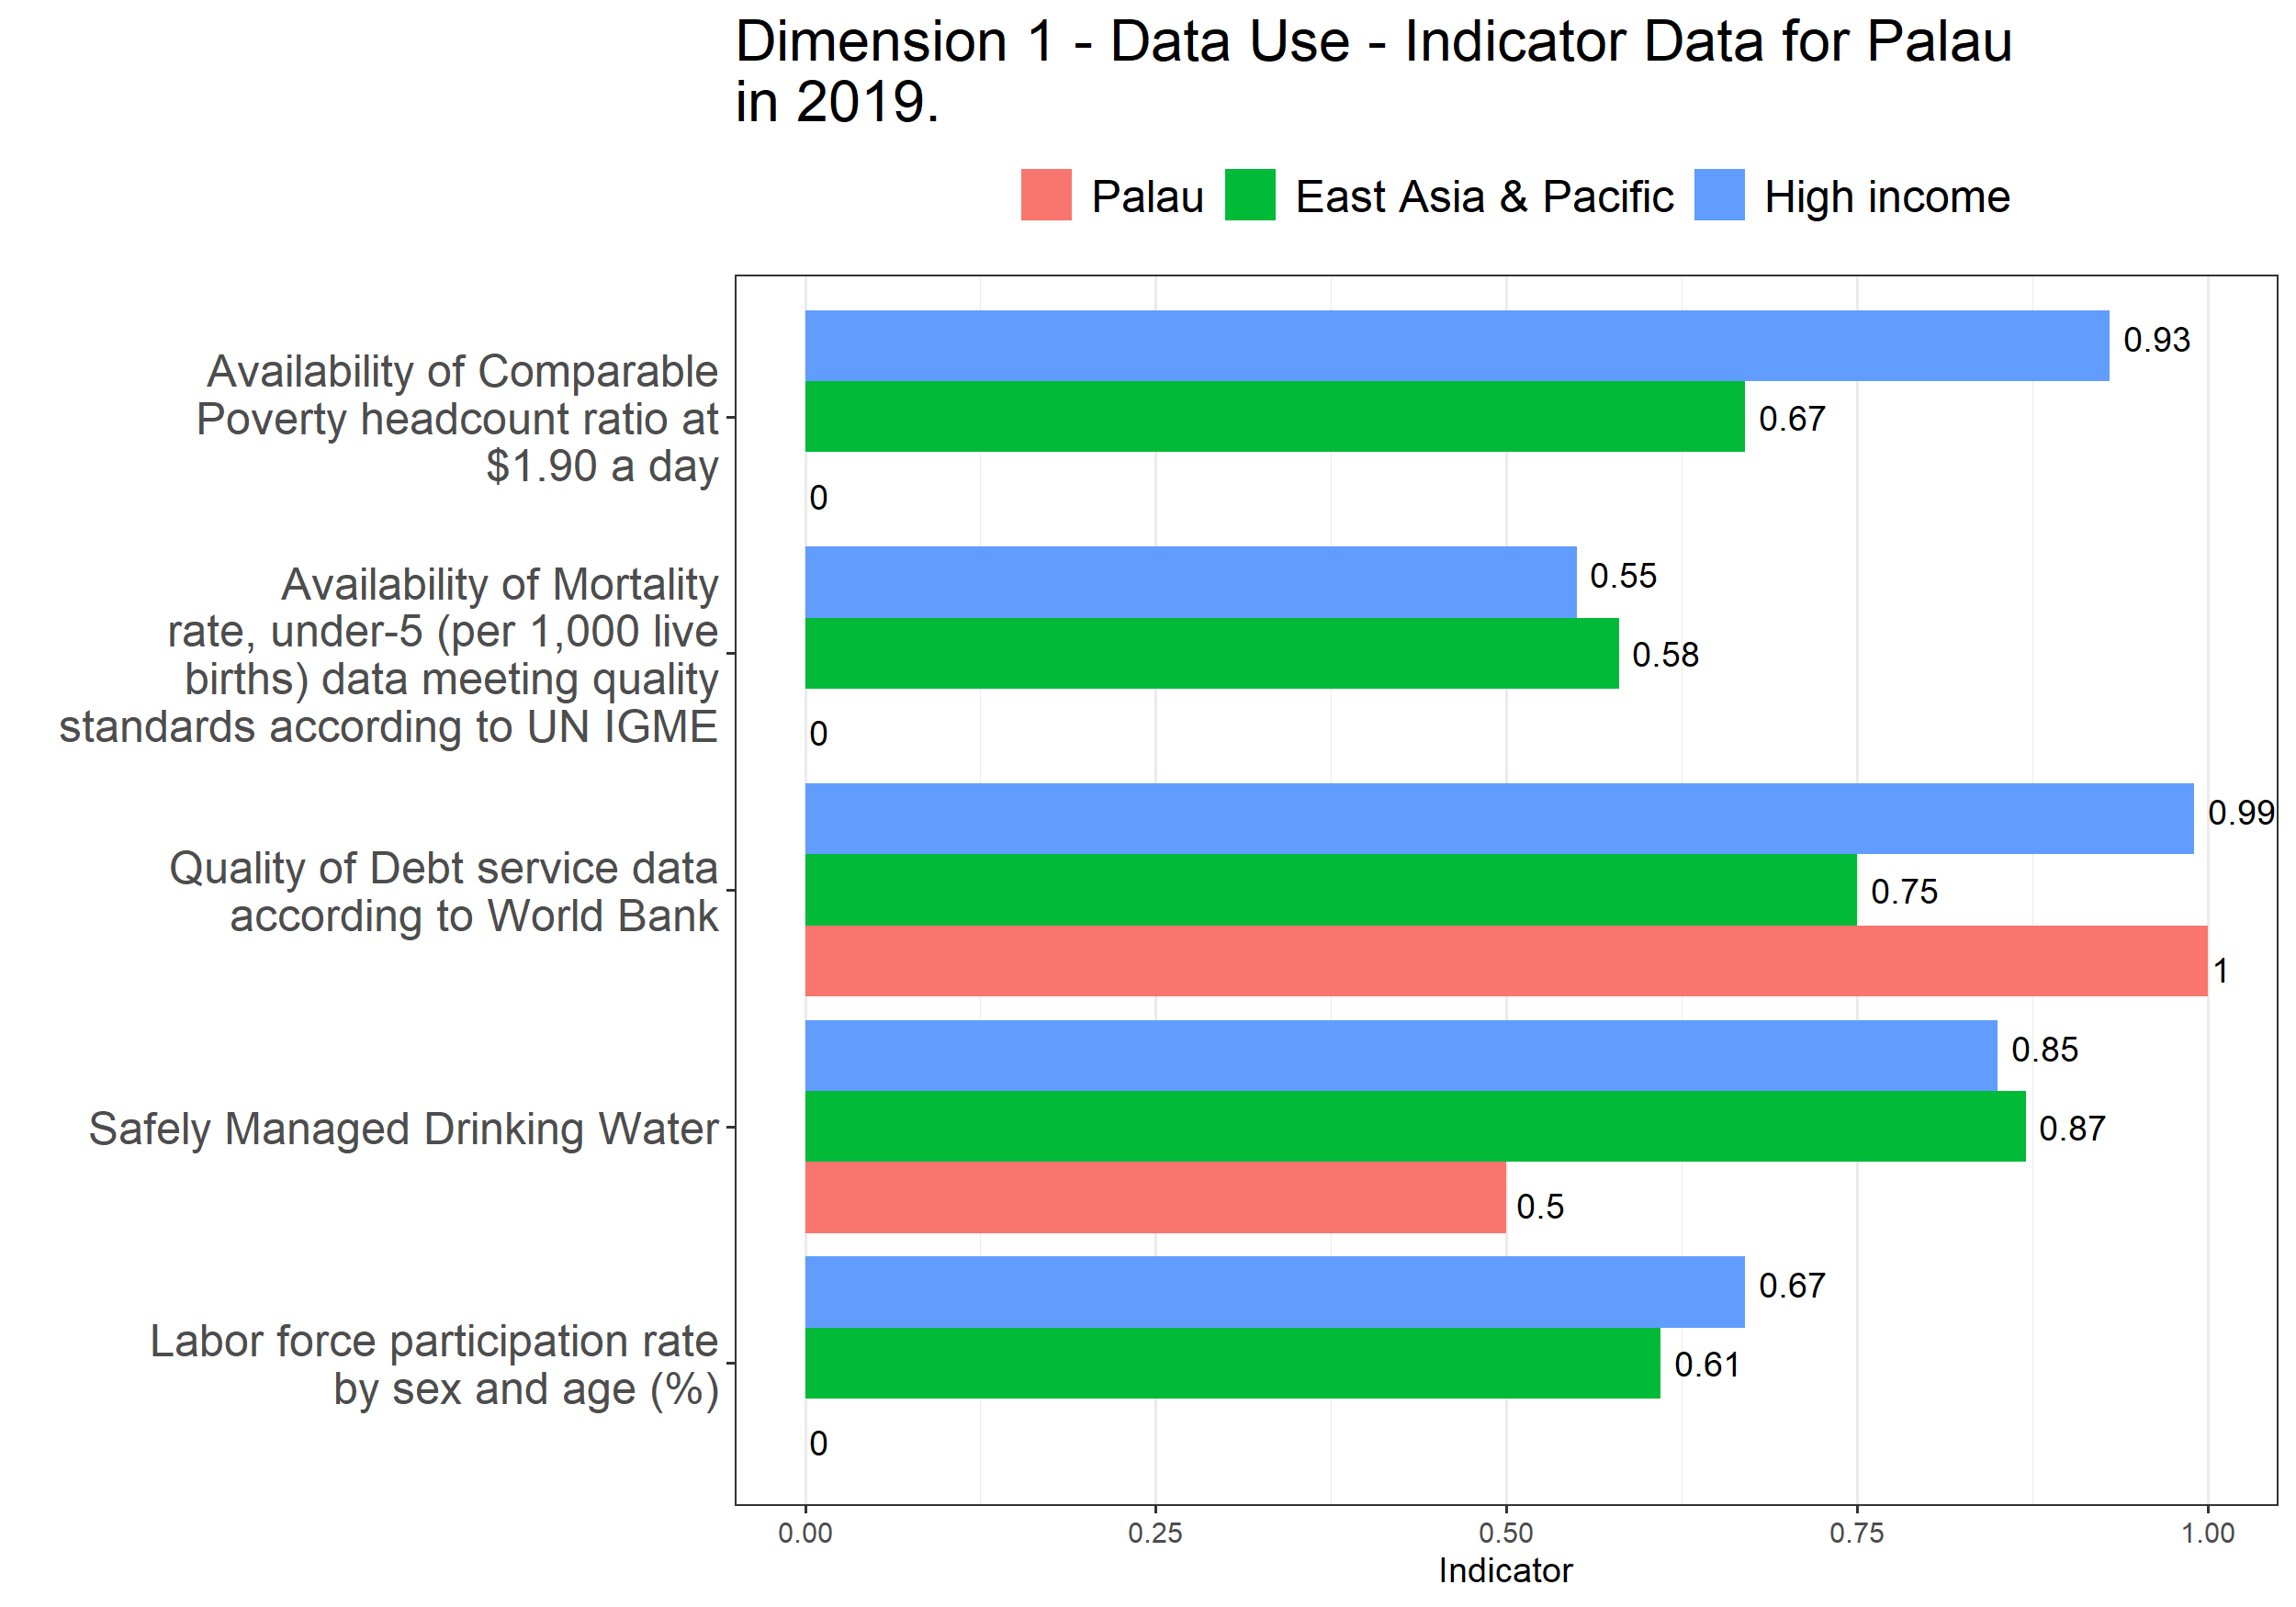 Dimension 1 - Data Use - Indicator Data for Palau
in 2019.
Palau
East Asia & Pacific
High income
Availability of Comparable
Poverty headcount ratio at
$1.90 a day
0.93
0.67
0
Availability of Mortality
rate, under-5 (per 1,000 live
births) data meeting quality
standards according to UN IGME
0.55
0.58
0
Quality of Debt service data
according to World Bank
0.99
0.75
1
Safely Managed Drinking Water
0.85
0.87
0.5
Labor force participation rate
by sex and age (%)
0.67
0.61
0
0.00
0.25
0.50
0.75
1.00
Indicator